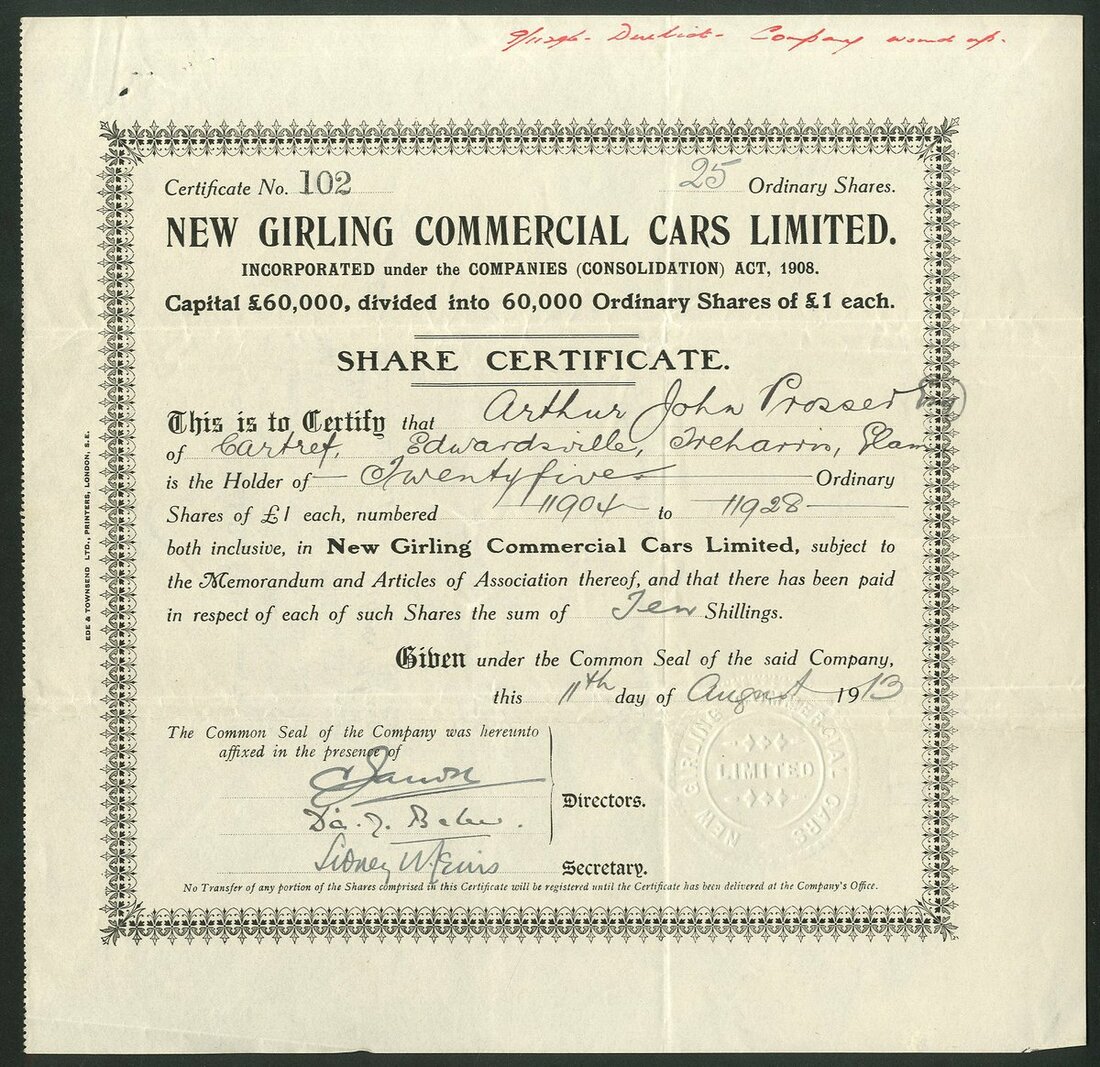 Company wound up.
Certificate No. 102
25 Ordinary Shares.
NEW GIRLING COMMERCIAL CARS LIMITED.
INCORPORATED under the COMPANIES (CONSOLIDATION) ACT, 1908.
Capital £60,000, divided into 60,000 Ordinary Shares of £1 each.
SHARE CERTIFICATE.
This is to Certify that Arthur John Prosser Esq
of Cartref, Edwardsville, Treharris, Glam
is the Holder of Twentyfive Ordinary
Shares of £1 each, numbered 11904 to 11928
both inclusive, in New Girling Commercial Cars Limited, subject to
the Memorandum and Articles of Association thereof, and that there has been paid
in respect of each of such Shares the sum of Ten Shillings.
Given under the Common Seal of the said Company,
this 11th day of August 1913
The Common Seal of the Company was hereunto
affixed in the presence of
Directors.
Sidney
Secretary.
No Transfer of any portion of the Shares comprised in this Certificate will be registered until the Certificate has been delivered at the Company's Office.
EDE & TOWNSEND LTD., PRINTERS, LONDON, S.E.
NEW GIRLING COMMERCIAL CARS
LIMITED